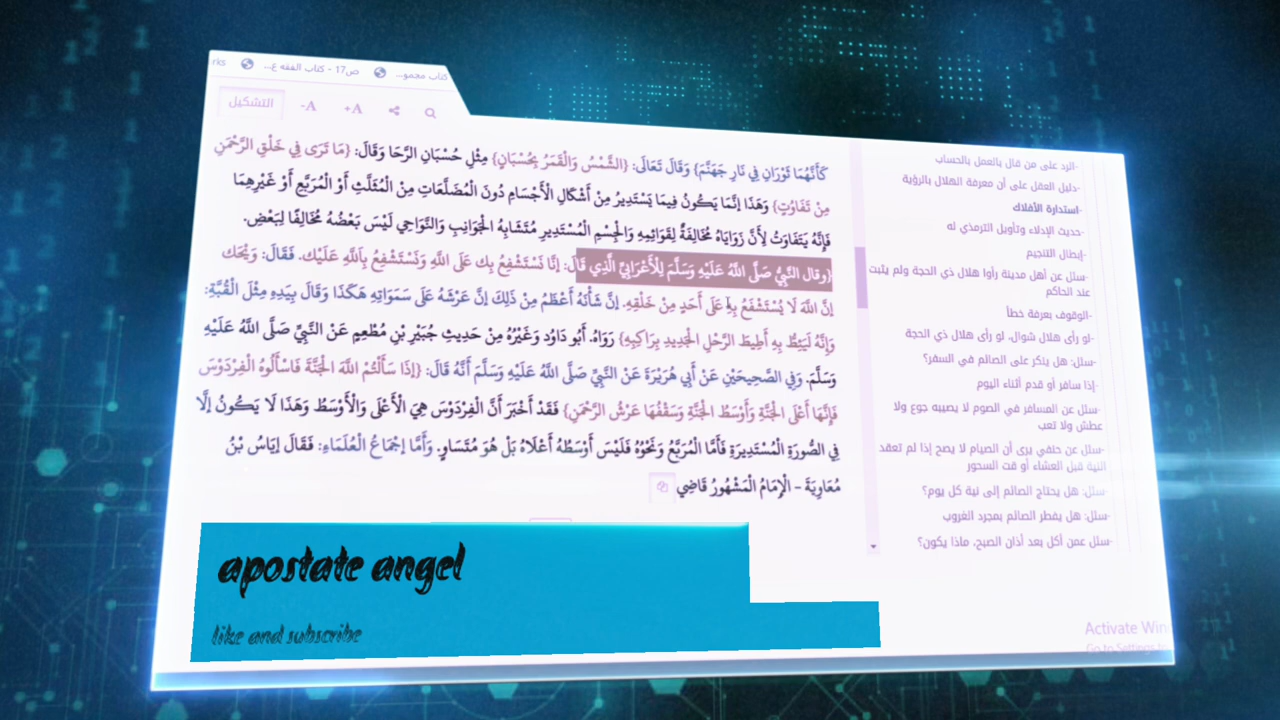 rks
ص17 - كتاب الفقه ع...
كتاب مجمو...
التشكيل
-A
+A
كَأَنَّهُمَا ثَوْرَانِ فِي نَارِ جَهَنَّمَ} وَقَالَ تَعَالَى: {الشَّمْسُ وَالْقَمَرُ بِحُسْبَانٍ} مِثْلِ حُسْبَانِ الرَّحَا وَقَالَ: {مَا تَرَى فِي خَلْقِ الرَّحْمَنِ
مِنْ تَفَاوُتٍ} وَهَذَا إنَّمَا يَكُونُ فِيمَا يَسْتَدِيرُ مِنْ أَشْكَالِ الْأَجْسَامِ دُونَ الْمُضَلَّعَاتِ مِنْ الْمُثَلَّثِ أَوْ الْمُرَبَّعِ أَوْ غَيْرِهِمَا
فَإِنَّهُ يَتَفَاوَتُ لِأَنَّ زَوَايَاهُ مُخَالِفَةٌ لِقَوَائِمِهِ وَالْجِسْمِ الْمُسْتَدِيرِ مُتَشَابِهُ الْجَوَانِبِ وَالنَّوَاحِي لَيْسَ بَعْضُهُ مُخَالِفًا لِبَعْضِ.
{وقال النَّبِيُّ صَلَّى اللَّهُ عَلَيْهِ وَسَلَّمَ لِلْأَعْرَابِيِّ الَّذِي قَالَ: إنَّا نَسْتَشْفِعُ بِك عَلَى اللَّهِ وَنَسْتَشْفِعُ بِاَللَّهِ عَلَيْك. فَقَالَ: وَيْحَك
إنَّ اللَّهَ لَا يُسْتَشْفَعُ بِهِ عَلَى أَحَدٍ مِنْ خَلْقِهِ. إنَّ شَأْنَهُ أَعْظَمُ مِنْ ذَلِكَ إنَّ عَرْشَهُ عَلَى سَمَوَاتِهِ هَكَذَا وَقَالَ بِيَدِهِ مِثْلَ الْقُبَّةِ:
وَإِنَّهُ لَيَئِطُّ بِهِ أَطِيطَ الرَّحْلِ الْجَدِيدِ بِرَاكِبِهِ} رَوَاهُ. أَبُو دَاوُد وَغَيْرُهُ مِنْ حَدِيثِ جُبَيْرِ بْنِ مُطْعِمٍ عَنْ النَّبِيِّ صَلَّى اللَّهُ عَلَيْهِ
وَسَلَّمَ. وَفِي الصَّحِيحَيْنِ عَنْ أَبِي هُرَيْرَةَ عَنْ النَّبِيِّ صَلَّى اللَّهُ عَلَيْهِ وَسَلَّمَ أَنَّهُ قَالَ: {إذَا سَأَلْتُمْ اللَّهَ الْجَنَّةَ فَاسْأَلُوهُ الْفِرْدَوْسَ
فَإِنَّهَا أَعْلَى الْجَنَّةِ وَأَوْسَطُ الْجَنَّةِ وَسَقْفُهَا عَرْشُ الرَّحْمَنِ} فَقَدْ أَخْبَرَ أَنَّ الْفِرْدَوْسَ هِيَ الْأَعْلَى وَالْأَوْسَطُ وَهَذَا لَا يَكُونُ إلَّا
فِي الصُّورَةِ الْمُسْتَدِيرَةِ فَأَمَّا الْمُرَبَّعُ وَنَحْوُهُ فَلَيْسَ أَوْسَطُهُ أَعْلَاهُ بَلْ هُوَ مُتَسَاوٍ. وَأَمَّا إجْمَاعُ الْعُلَمَاءِ: فَقَالَ إيَاسُ بْنُ
مُعَاوِيَةَ - الْإِمَامُ الْمَشْهُورُ قَاضِي
-الرد على من قال بالعمل بالحساب
-دليل العقل على أن معرفة الهلال بالرؤية
-استدارة الأفلاك
-حديث الإدلاء وتأويل الترمذي له
-إبطال التنجيم
-سئل عن أهل مدينة رأوا هلال ذي الحجة ولم يثبت
عند الحاكم
-الوقوف بعرفة خطأ
-لو رأى هلال شوال، لو رأى هلال ذي الحجة
-سئل: هل ينكر على الصائم في السفر؟
-إذا سافر أو قدم أثناء اليوم
-سئل عن المسافر في الصوم لا يصيبه جوع ولا
عطش ولا تعب
-سئل عن حنفي يرى أن الصيام لا يصح إذا لم تعقد
النية قبل العشاء أو قت السحور
-سئل: هل يحتاج الصائم إلى نية كل يوم؟
-سئل: هل يفطر الصائم بمجرد الغروب
-سئل عمن أكل بعد أذان الصبح، ماذا يكون؟
apostate angel
like and subscribe
Activate Win
Go to Settings to